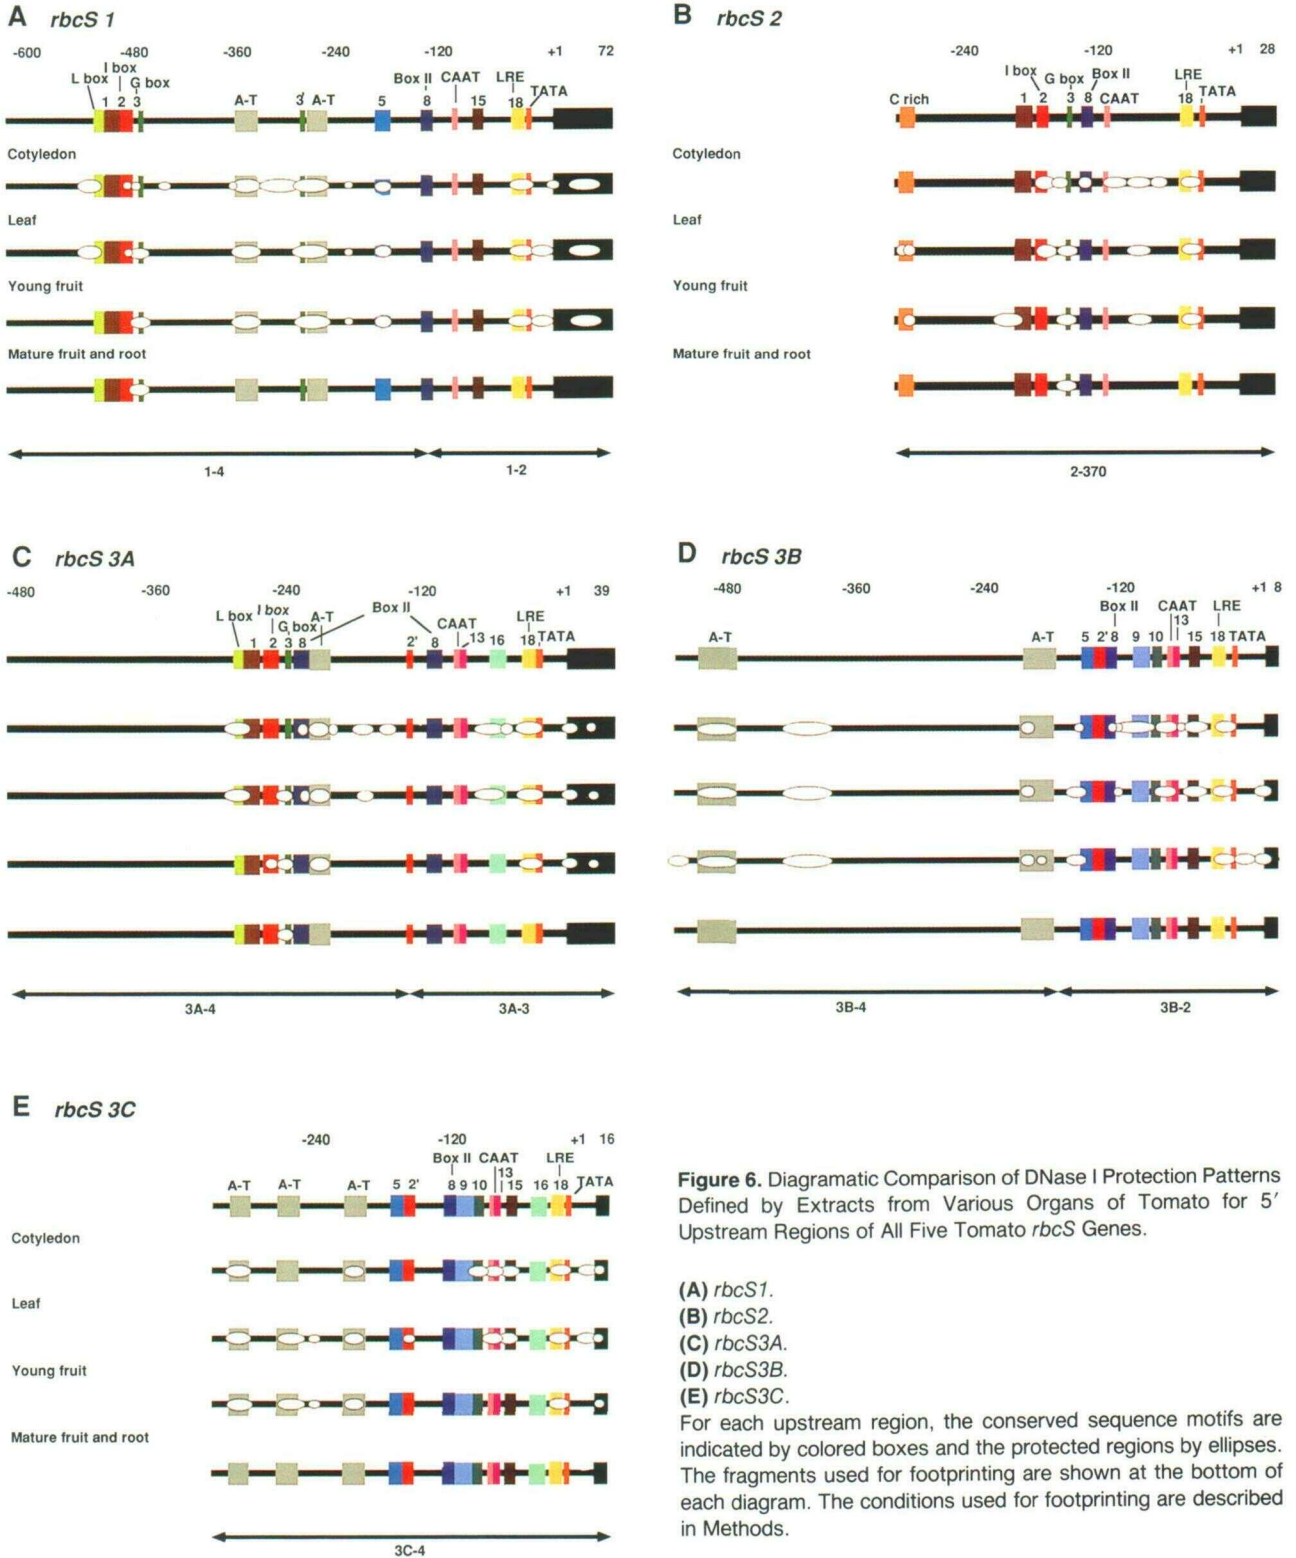 A rbcS 1
-600 -480 -360 -240 -120 +1 72
L box I box G box Box II CAAT LRE TATA
1 2 3 A-T 3' A-T 5 8 15 18
Cotyledon
Leaf
Young fruit
Mature fruit and root
1-4 1-2
B rbcS 2
-240 -120 +1 28
I box G box Box II LRE
C rich 1 2 3 8 CAAT 18 TATA
Cotyledon
Leaf
Young fruit
Mature fruit and root
2-370
C rbcS 3A
-480 -360 -240 -120 +1 39
L box I box G box A-T Box II CAAT LRE
1 2 3 8 2' 8 13 16 18 TATA
3A-4 3A-3
D rbcS 3B
-480 -360 -240 -120 +1 8
Box II CAAT LRE
A-T A-T 5 2' 8 9 10 13 15 18 TATA
3B-4 3B-2
E rbcS 3C
-240 -120 +1 16
Box II CAAT LRE
A-T A-T A-T 5 2' 8 9 10 13 15 16 18 TATA
Cotyledon
Leaf
Young fruit
Mature fruit and root
3C-4
Figure 6. Diagramatic Comparison of DNase I Protection Patterns
Defined by Extracts from Various Organs of Tomato for 5′
Upstream Regions of All Five Tomato rbcS Genes.
(A) rbcS1.
(B) rbcS2.
(C) rbcS3A.
(D) rbcS3B.
(E) rbcS3C.
For each upstream region, the conserved sequence motifs are
indicated by colored boxes and the protected regions by ellipses.
The fragments used for footprinting are shown at the bottom of
each diagram. The conditions used for footprinting are described
in Methods.